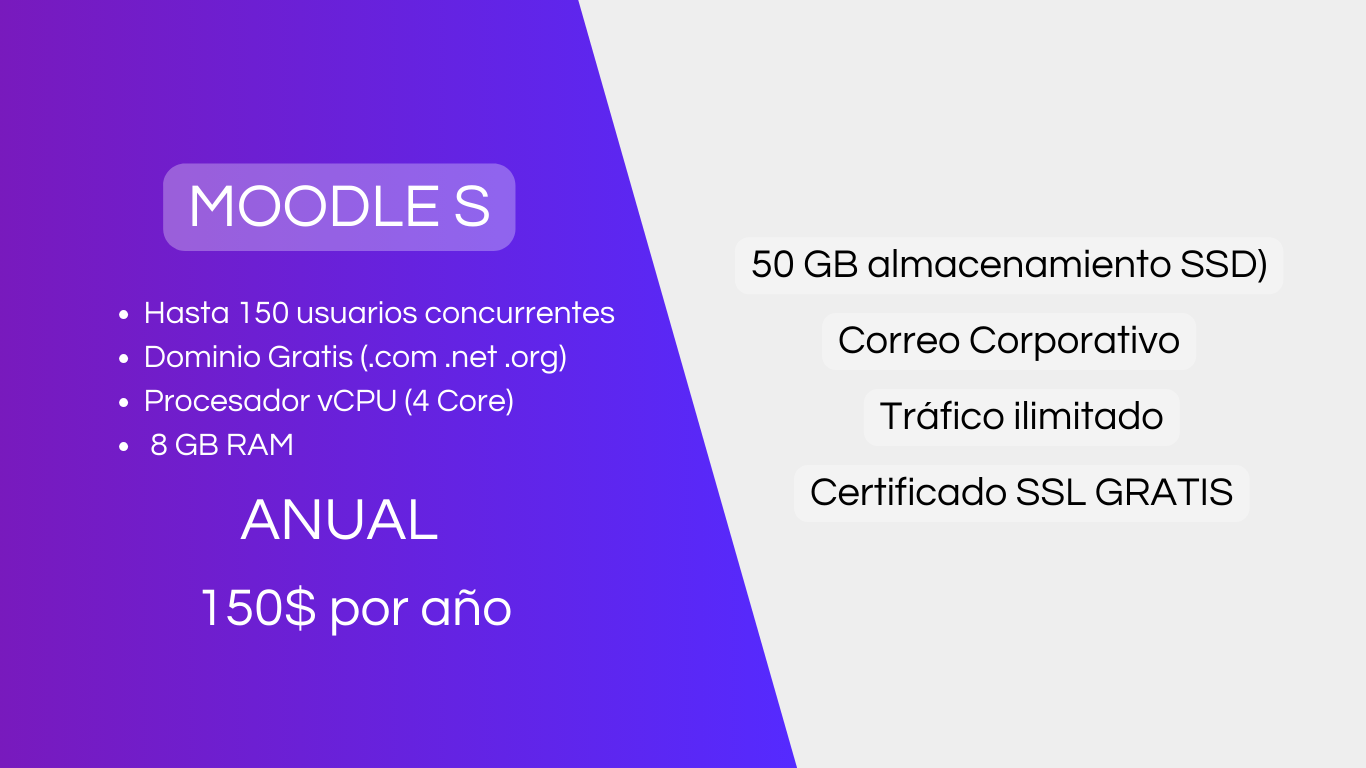 MOODLE S
Hasta 150 usuarios concurrentes
Dominio Gratis (.com .net .org)
Procesador vCPU (4 Core)
8 GB RAM
ANUAL
150$ por año
50 GB almacenamiento SSD)
Correo Corporativo
Tráfico ilimitado
Certificado SSL GRATIS